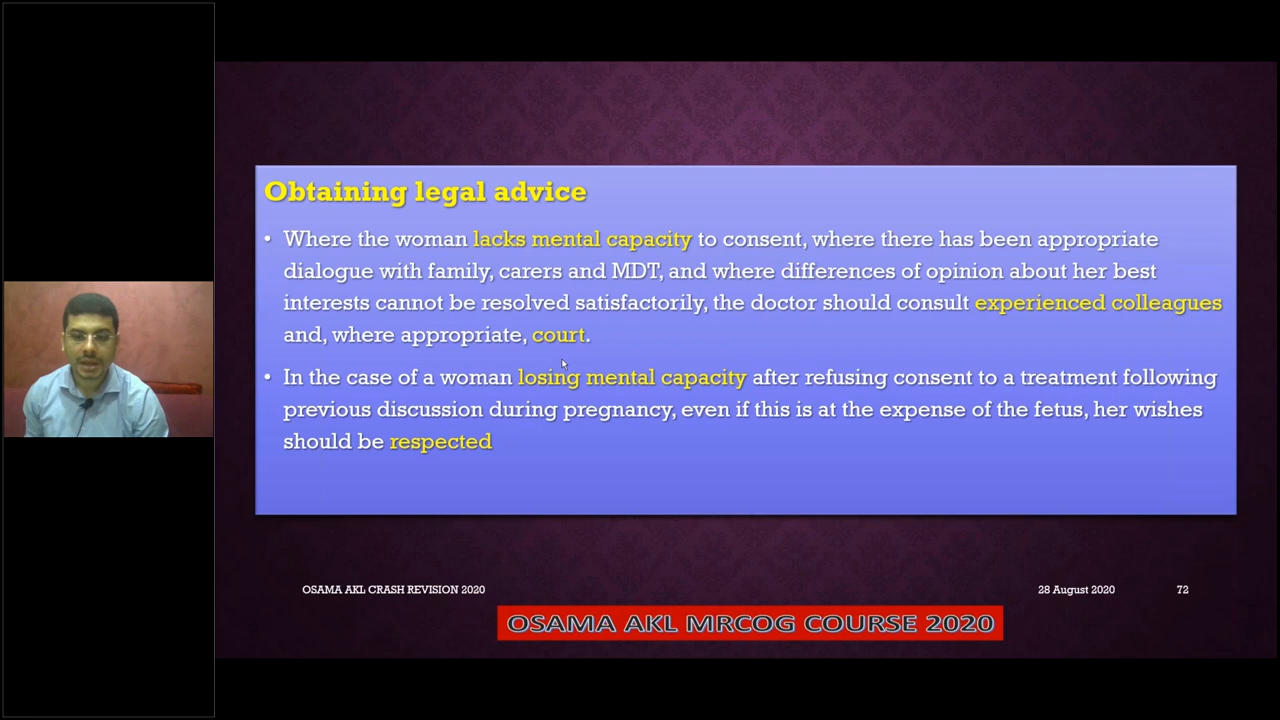 Obtaining legal advice
• Where the woman lacks mental capacity to consent, where there has been appropriate
dialogue with family, carers and MDT, and where differences of opinion about her best
interests cannot be resolved satisfactorily, the doctor should consult experienced colleagues
and, where appropriate, court.
• In the case of a woman losing mental capacity after refusing consent to a treatment following
previous discussion during pregnancy, even if this is at the expense of the fetus, her wishes
should be respected
OSAMA AKL CRASH REVISION 2020
28 August 2020
72
OSAMA AKL MRCOG COURSE 2020